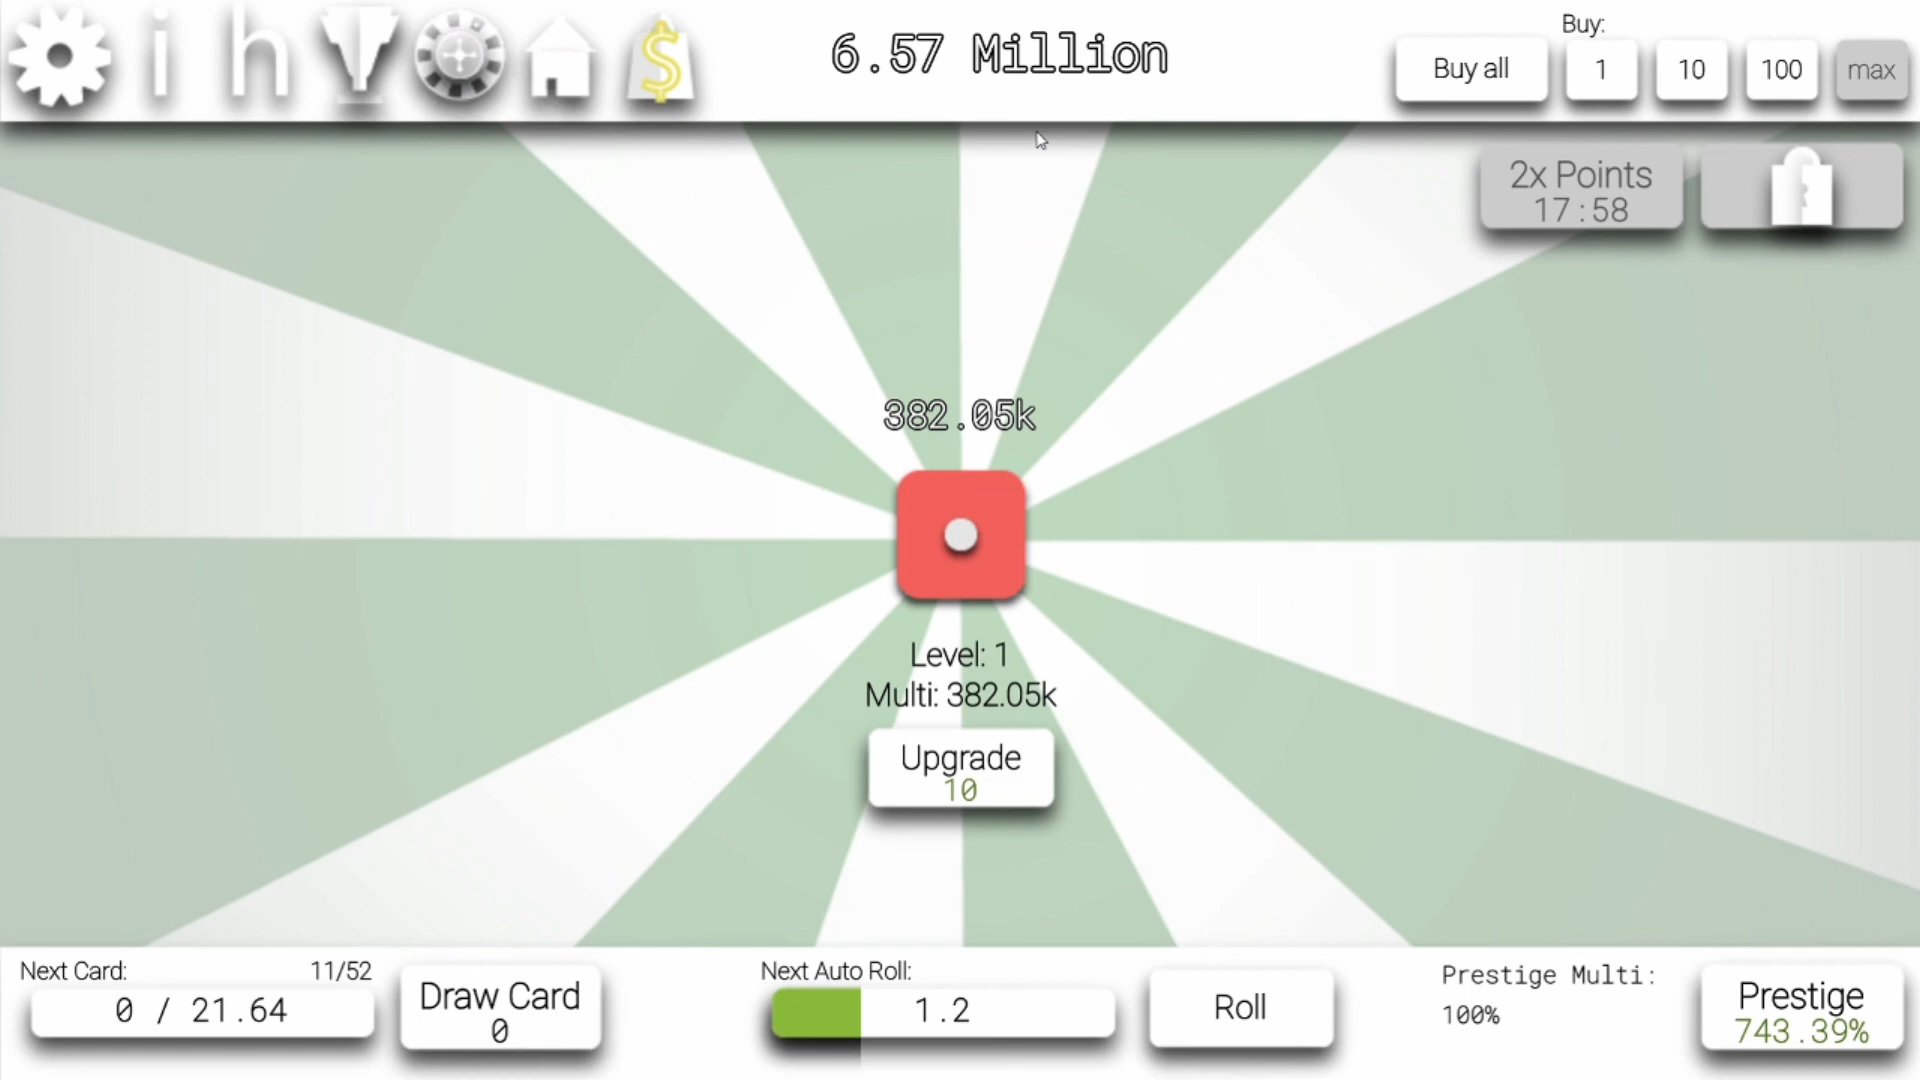 i h
6.57 Million
Buy:
Buy all
1
10
100
max
2x Points
17:58
382.05k
Level: 1
Multi: 382.05k
Upgrade
10
Next Card:
11/52
0 / 21.64
Draw Card
0
Next Auto Roll:
1.2
Roll
Prestige Multi:
100%
Prestige
743.39%